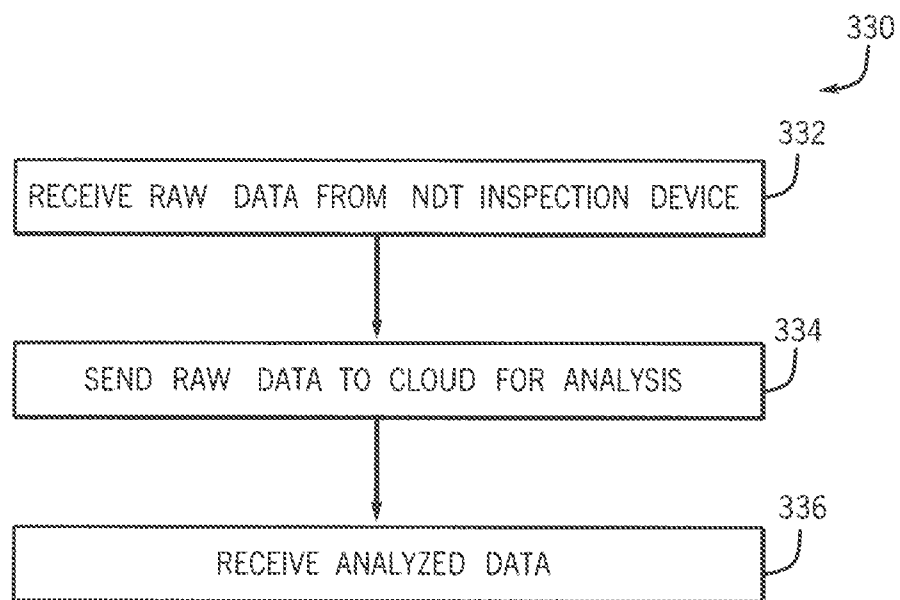 330
332
RECEIVE RAW DATA FROM NDT INSPECTION DEVICE
334
SEND RAW DATA TO CLOUD FOR ANALYSIS
336
RECEIVE ANALYZED DATA